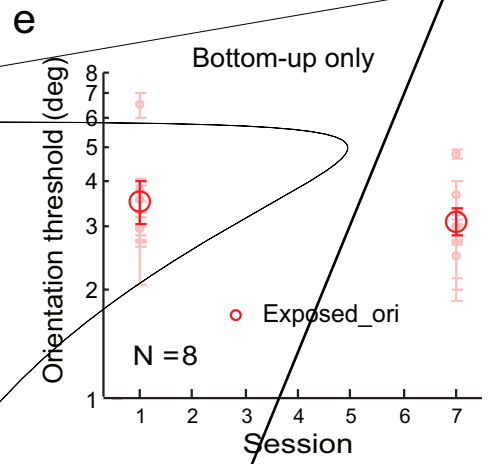 e
Bottom-up only
Orientation threshold (deg)
8
7
6
5
4
3
2
1
Exposed_ori
N =8
1 2 3 4 5 6 7
Session